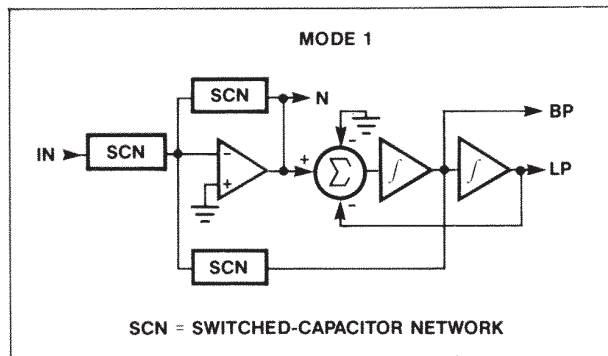 MODE 1
SCN
N
BP
SCN
IN
LP
-
+
+
-
-
Σ
∫
∫
SCN
SCN = SWITCHED-CAPACITOR NETWORK